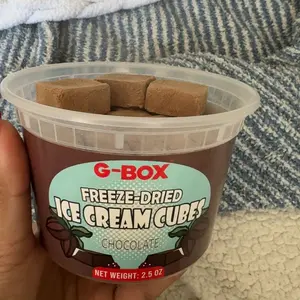 G-BOX
FREEZE-DRIED
ICE CREAM CUBES
CHOCOLATE
NET WEIGHT: 2.5 OZ